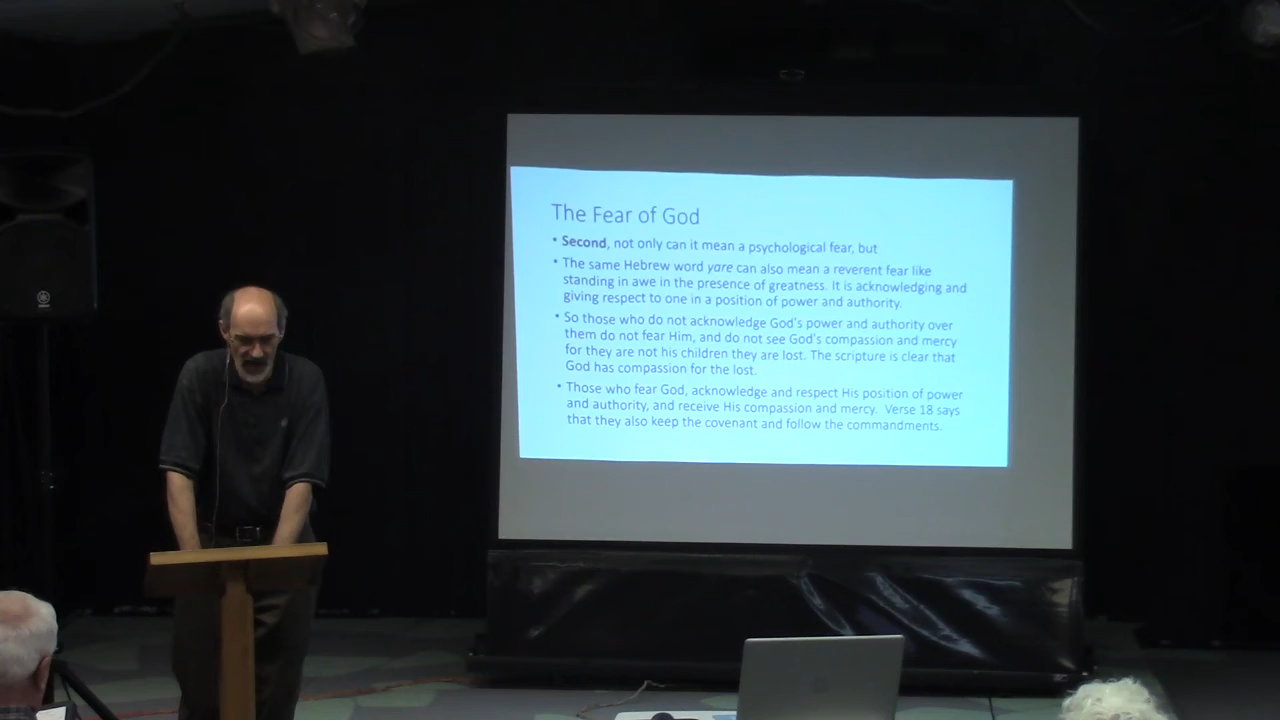 The Fear of God
• Second, not only can it mean a psychological fear, but
• The same Hebrew word yare can also mean a reverent fear like
standing in awe in the presence of greatness. It is acknowledging and
giving respect to one in a position of power and authority.
• So those who do not acknowledge God's power and authority over
them do not fear Him, and do not see God's compassion and mercy
for they are not his children they are lost. The scripture is clear that
God has compassion for the lost.
• Those who fear God, acknowledge and respect His position of power
and authority, and receive His compassion and mercy. Verse 18 says
that they also keep the covenant and follow the commandments.